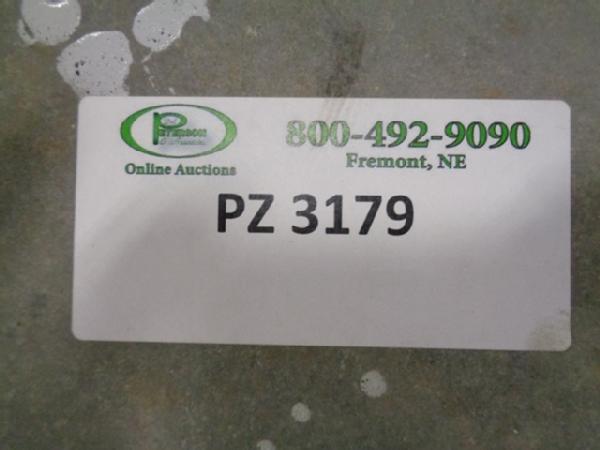 800-492-9090
Fremont, NE
Online Auctions
PZ 3179